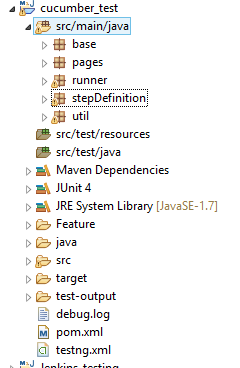 cucumber_test
src/main/java
base
pages
runner
stepDefinition
util
src/test/resources
src/test/java
Maven Dependencies
JUnit 4
JRE System Library [JavaSE-1.7]
Feature
java
src
target
test-output
debug.log
pom.xml
testng.xml